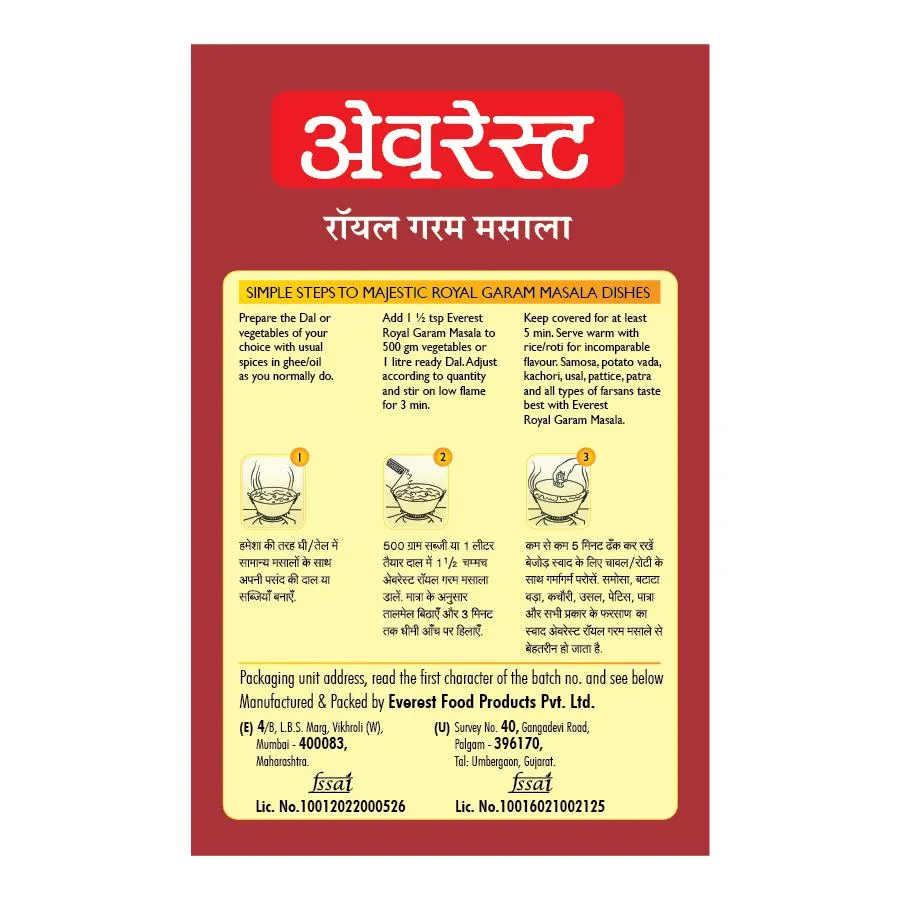 अेवरेस्ट
रॉयल गरम मसाला
SIMPLE STEPS TO MAJESTIC ROYAL GARAM MASALA DISHES
Prepare the Dal or
vegetables of your
choice with usual
spices in ghee/oil
as you normally do.
Add 1 ½ tsp Everest
Royal Garam Masala to
500 gm vegetables or
1 litre ready Dal. Adjust
according to quantity
and stir on low flame
for 3 min.
Keep covered for at least
5 min. Serve warm with
rice/roti for incomparable
flavour. Samosa, potato vada,
kachori, usal, pattice, patra
and all types of farsans taste
best with Everest
Royal Garam Masala.
1
2
3
हमेशा की तरह घी/तेल में
सामान्य मसालों के साथ
अपनी पसंद की दाल या
सब्जियाँ बनाएँ.
500 ग्राम सब्जी या 1 लीटर
तैयार दाल में 1½ चम्मच
अेवरेस्ट रॉयल गरम मसाला
डालें. मात्रा के अनुसार
तालमेल बिठाएँ और 3 मिनट
तक धीमी आँच पर हिलाएँ.
कम से कम 5 मिनट ढँक कर रखें
बेजोड़ स्वाद के लिए चावल/रोटी के
साथ गर्मागर्म परोसें. समोसा, बटाटा
वड़ा, कचौरी, उसल, पेटिस, पात्रा
और सभी प्रकार के फरसाण का
स्वाद अेवरेस्ट रॉयल गरम मसाले से
बेहतरीन हो जाता है.
Packaging unit address, read the first character of the batch no. and see below
Manufactured & Packed by Everest Food Products Pvt. Ltd.
(E) 4/B, L.B.S. Marg, Vikhroli (W),
Mumbai - 400083,
Maharashtra.
fssai
Lic. No.10012022000526
(U) Survey No. 40, Gangadevi Road,
Palgam - 396170,
Tal: Umbergaon, Gujarat.
fssai
Lic. No.10016021002125